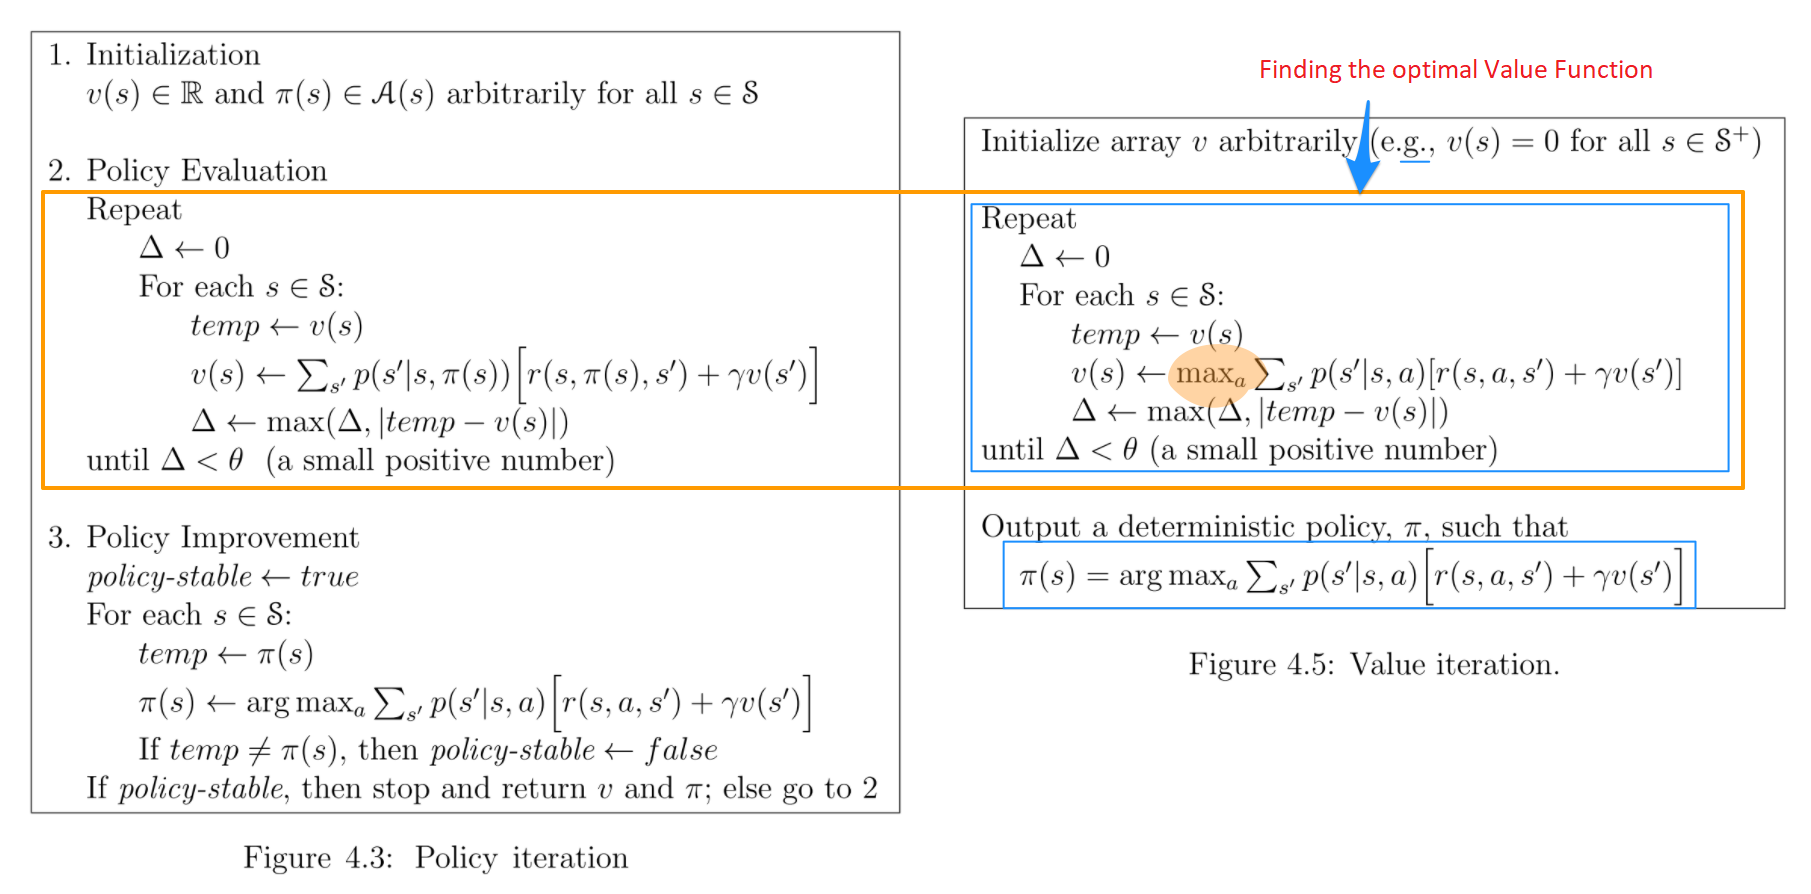 1. Initialization
v(s) ∈ ℝ and π(s) ∈ 𝒜(s) arbitrarily for all s ∈ 𝒮
2. Policy Evaluation
Repeat
Δ ← 0
For each s ∈ 𝒮:
temp ← v(s)
v(s) ← ∑ₛ′ p(s′|s, π(s)) [r(s, π(s), s′) + γv(s′)]
Δ ← max(Δ, |temp − v(s)|)
until Δ < θ (a small positive number)
3. Policy Improvement
policy-stable ← true
For each s ∈ 𝒮:
temp ← π(s)
π(s) ← arg maxₐ ∑ₛ′ p(s′|s, a) [r(s, a, s′) + γv(s′)]
If temp ≠ π(s), then policy-stable ← false
If policy-stable, then stop and return v and π; else go to 2
Figure 4.3: Policy iteration
Finding the optimal Value Function
Initialize array v arbitrarily (e.g., v(s) = 0 for all s ∈ 𝒮⁺)
Repeat
Δ ← 0
For each s ∈ 𝒮:
temp ← v(s)
v(s) ← maxₐ ∑ₛ′ p(s′|s, a)[r(s, a, s′) + γv(s′)]
Δ ← max(Δ, |temp − v(s)|)
until Δ < θ (a small positive number)
Output a deterministic policy, π, such that
π(s) = arg maxₐ ∑ₛ′ p(s′|s, a) [r(s, a, s′) + γv(s′)]
Figure 4.5: Value iteration.